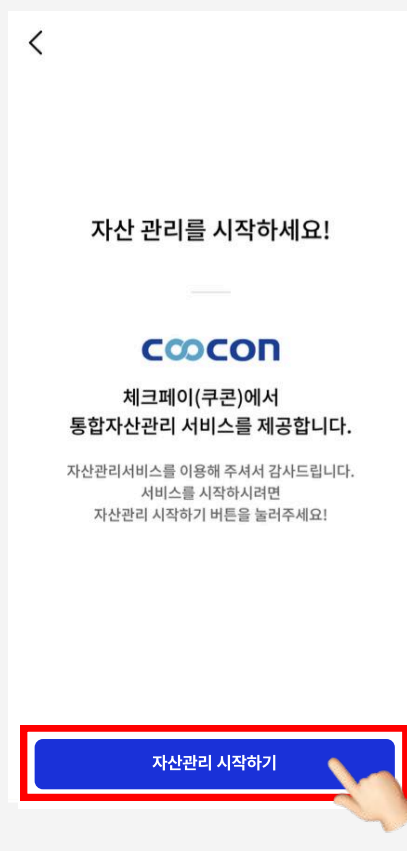 자산 관리를 시작하세요!
coocon
체크페이(쿠콘)에서
통합자산관리 서비스를 제공합니다.
자산관리서비스를 이용해 주셔서 감사드립니다.
서비스를 시작하시려면
자산관리 시작하기 버튼을 눌러주세요!
자산관리 시작하기